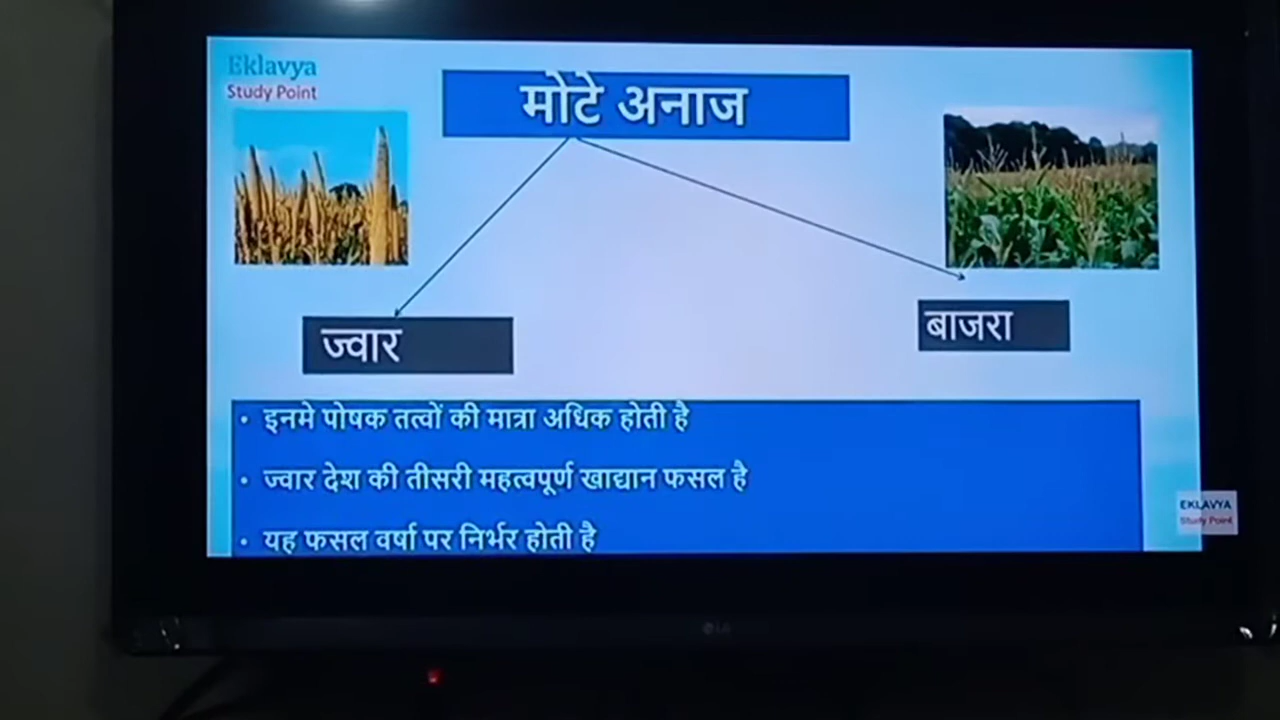 Eklavya
Study Point
मोटे अनाज
ज्वार
बाजरा
• इनमे पोषक तत्वों की मात्रा अधिक होती है
• ज्वार देश की तीसरी महत्वपूर्ण खाद्यान फसल है
• यह फसल वर्षा पर निर्भर होती है
EKLAVYA
Study Point
LG